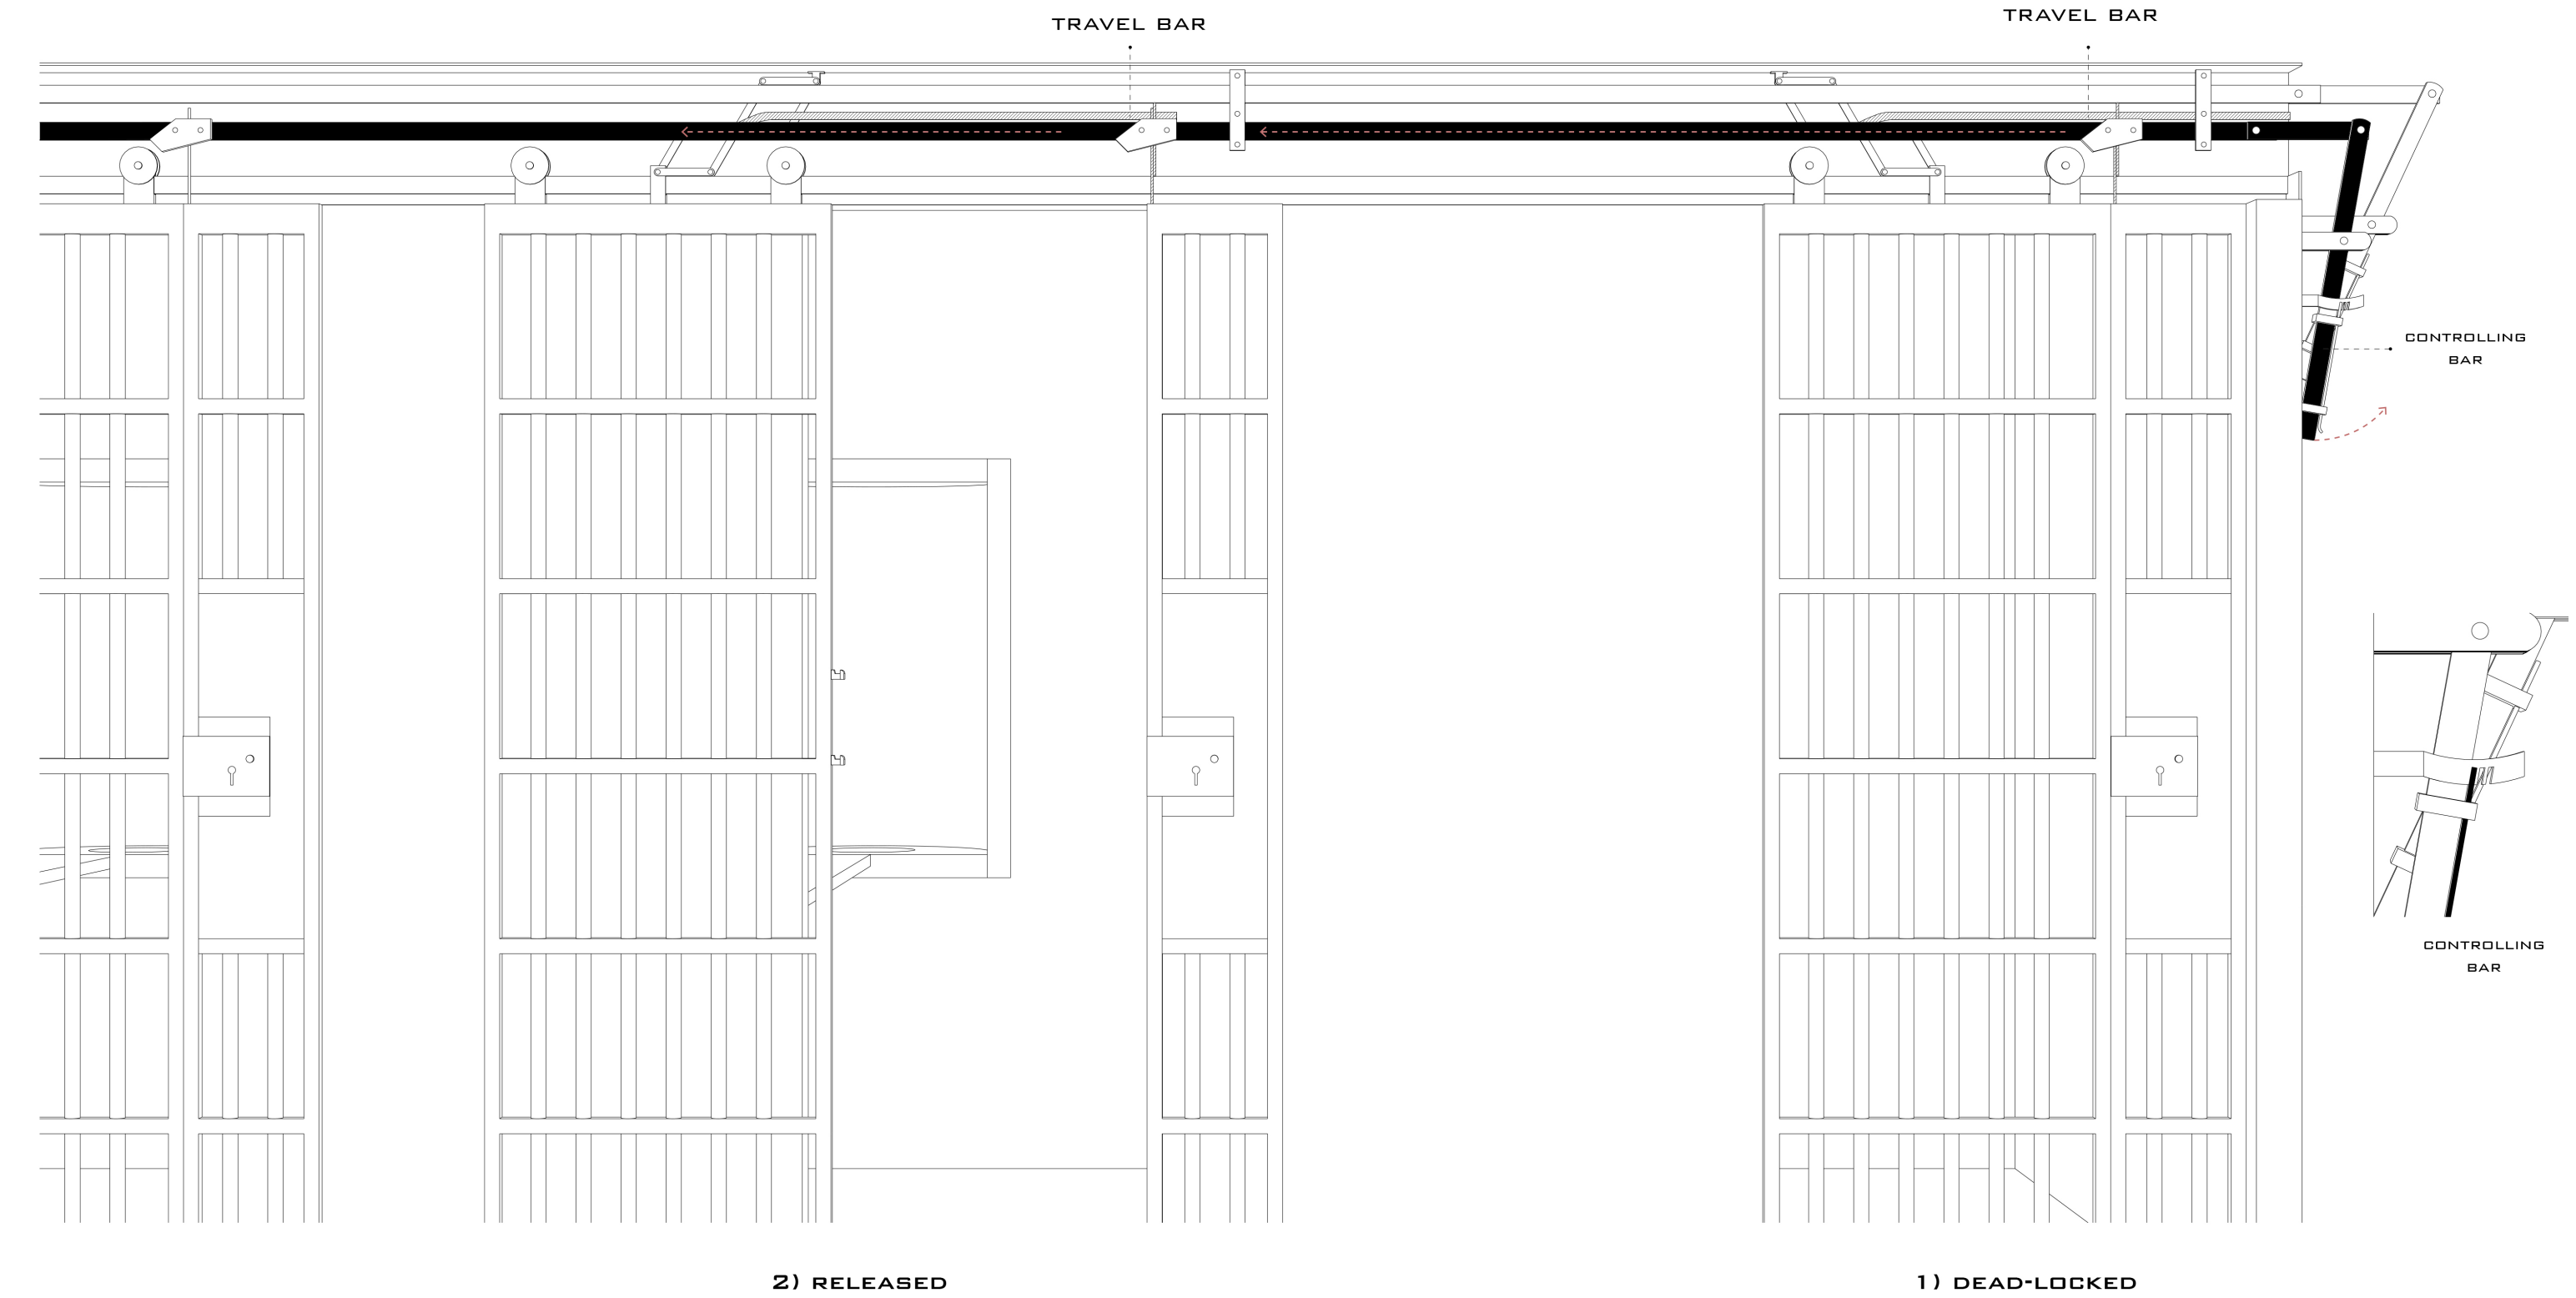 TRAVEL BAR
TRAVEL BAR
CONTROLLING
BAR
CONTROLLING
BAR
2) RELEASED
1) DEAD-LOCKED